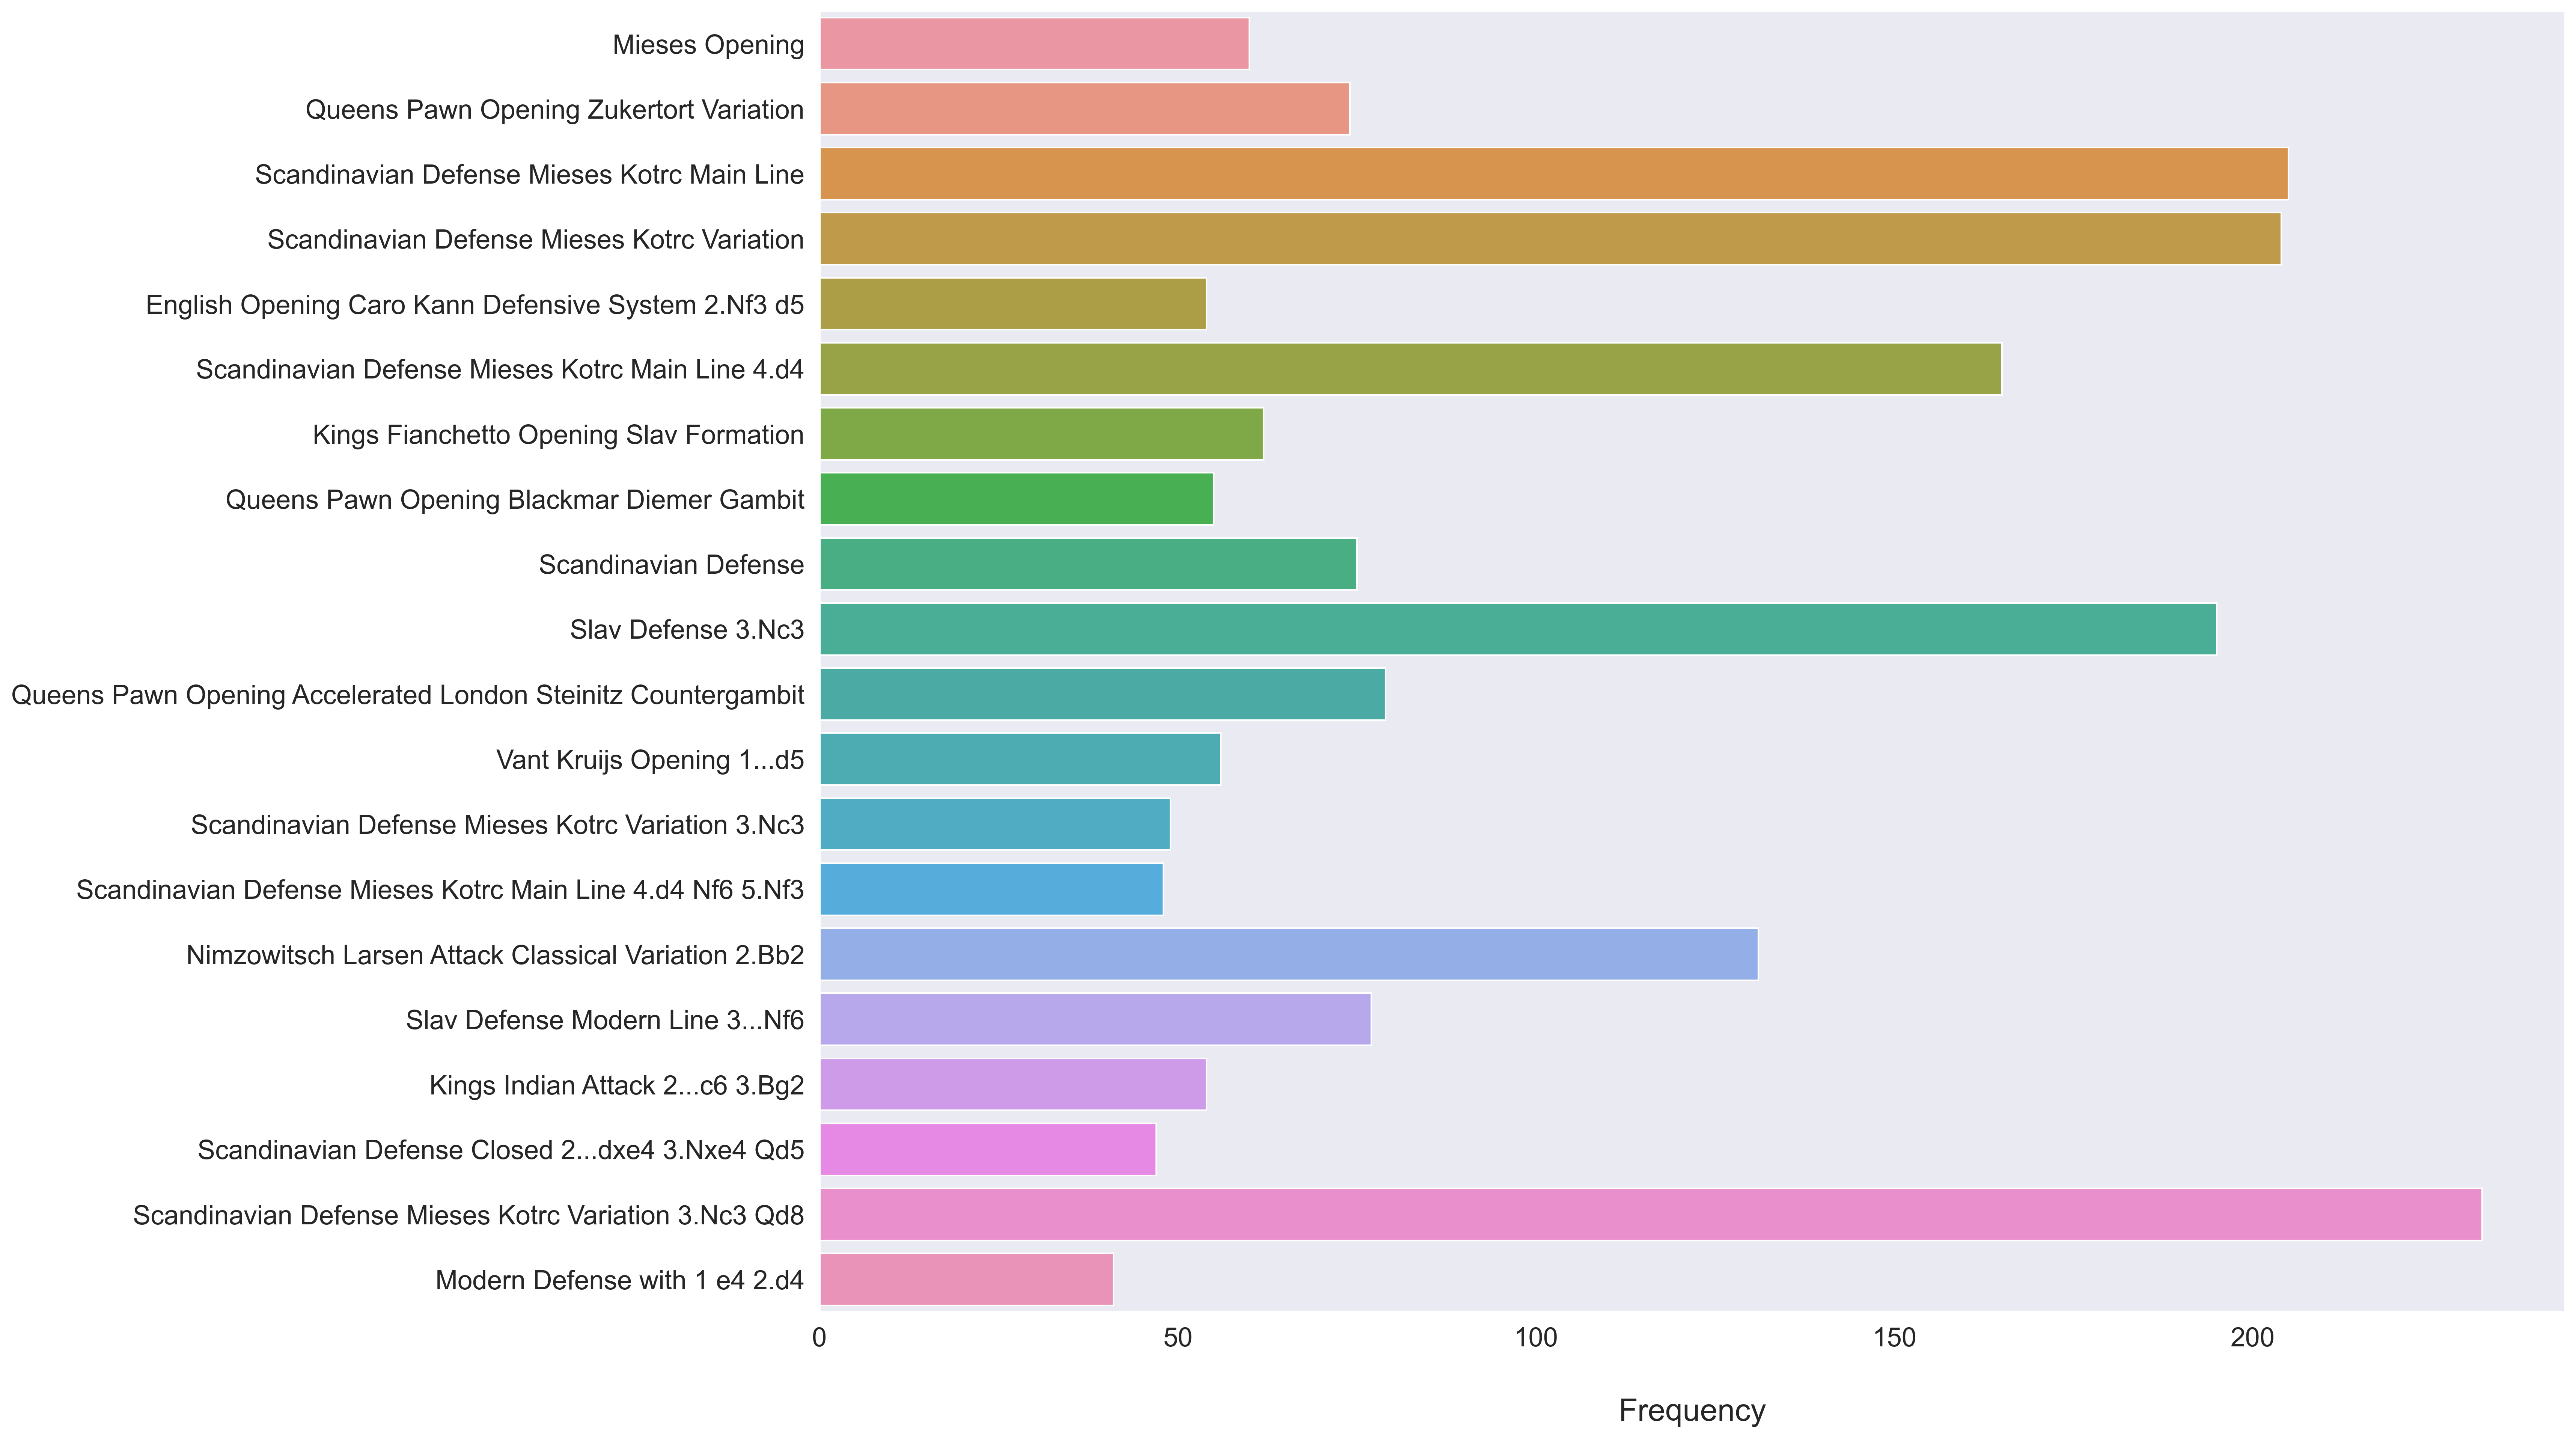 Mieses Opening
Queens Pawn Opening Zukertort Variation
Scandinavian Defense Mieses Kotrc Main Line
Scandinavian Defense Mieses Kotrc Variation
English Opening Caro Kann Defensive System 2.Nf3 d5
Scandinavian Defense Mieses Kotrc Main Line 4.d4
Kings Fianchetto Opening Slav Formation
Queens Pawn Opening Blackmar Diemer Gambit
Scandinavian Defense
Slav Defense 3.Nc3
Queens Pawn Opening Accelerated London Steinitz Countergambit
Vant Kruijs Opening 1...d5
Scandinavian Defense Mieses Kotrc Variation 3.Nc3
Scandinavian Defense Mieses Kotrc Main Line 4.d4 Nf6 5.Nf3
Nimzowitsch Larsen Attack Classical Variation 2.Bb2
Slav Defense Modern Line 3...Nf6
Kings Indian Attack 2...c6 3.Bg2
Scandinavian Defense Closed 2...dxe4 3.Nxe4 Qd5
Scandinavian Defense Mieses Kotrc Variation 3.Nc3 Qd8
Modern Defense with 1 e4 2.d4
0 50 100 150 200
Frequency